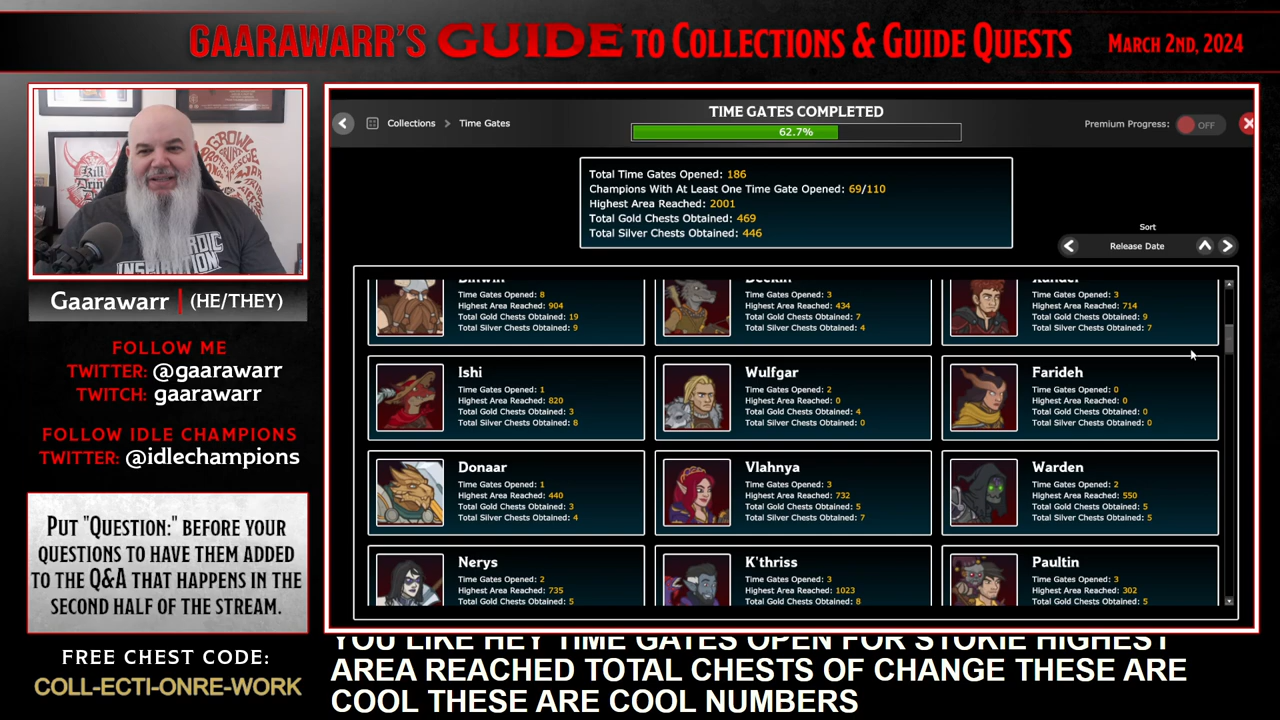 GAARAWARR'S GUIDE TO COLLECTIONS & GUIDE QUESTS
MARCH 2ND, 2024
Gaarawarr | (HE/THEY)
FOLLOW ME
TWITTER: @gaarawarr
TWITCH: gaarawarr
FOLLOW IDLE CHAMPIONS
TWITTER: @idlechampions
PUT "QUESTION:" BEFORE YOUR
QUESTIONS TO HAVE THEM ADDED
TO THE Q&A THAT HAPPENS IN THE
SECOND HALF OF THE STREAM.
FREE CHEST CODE:
COLL-ECTI-ONRE-WORK
Collections > Time Gates
TIME GATES COMPLETED
62.7%
Premium Progress: OFF
Total Time Gates Opened: 186
Champions With At Least One Time Gate Opened: 69/110
Highest Area Reached: 2001
Total Gold Chests Obtained: 469
Total Silver Chests Obtained: 446
Sort
Release Date
Time Gates Opened: 8
Highest Area Reached: 904
Total Gold Chests Obtained: 19
Total Silver Chests Obtained: 9
Time Gates Opened: 3
Highest Area Reached: 434
Total Gold Chests Obtained: 7
Total Silver Chests Obtained: 4
Time Gates Opened: 3
Highest Area Reached: 714
Total Gold Chests Obtained: 9
Total Silver Chests Obtained: 7
Ishi
Time Gates Opened: 1
Highest Area Reached: 820
Total Gold Chests Obtained: 3
Total Silver Chests Obtained: 8
Wulfgar
Time Gates Opened: 2
Highest Area Reached: 0
Total Gold Chests Obtained: 4
Total Silver Chests Obtained: 0
Farideh
Time Gates Opened: 0
Highest Area Reached: 0
Total Gold Chests Obtained: 0
Total Silver Chests Obtained: 0
Donaar
Time Gates Opened: 1
Highest Area Reached: 440
Total Gold Chests Obtained: 3
Total Silver Chests Obtained: 4
Vlahnya
Time Gates Opened: 3
Highest Area Reached: 732
Total Gold Chests Obtained: 5
Total Silver Chests Obtained: 7
Warden
Time Gates Opened: 2
Highest Area Reached: 550
Total Gold Chests Obtained: 5
Total Silver Chests Obtained: 5
Nerys
Time Gates Opened: 2
Highest Area Reached: 735
Total Gold Chests Obtained: 5
K'thriss
Time Gates Opened: 3
Highest Area Reached: 1023
Total Gold Chests Obtained: 8
Paultin
Time Gates Opened: 3
Highest Area Reached: 302
Total Gold Chests Obtained: 5
YOU LIKE HEY TIME GATES OPEN FOR STOKIE HIGHEST
AREA REACHED TOTAL CHESTS OF CHANGE THESE ARE
COOL THESE ARE COOL NUMBERS